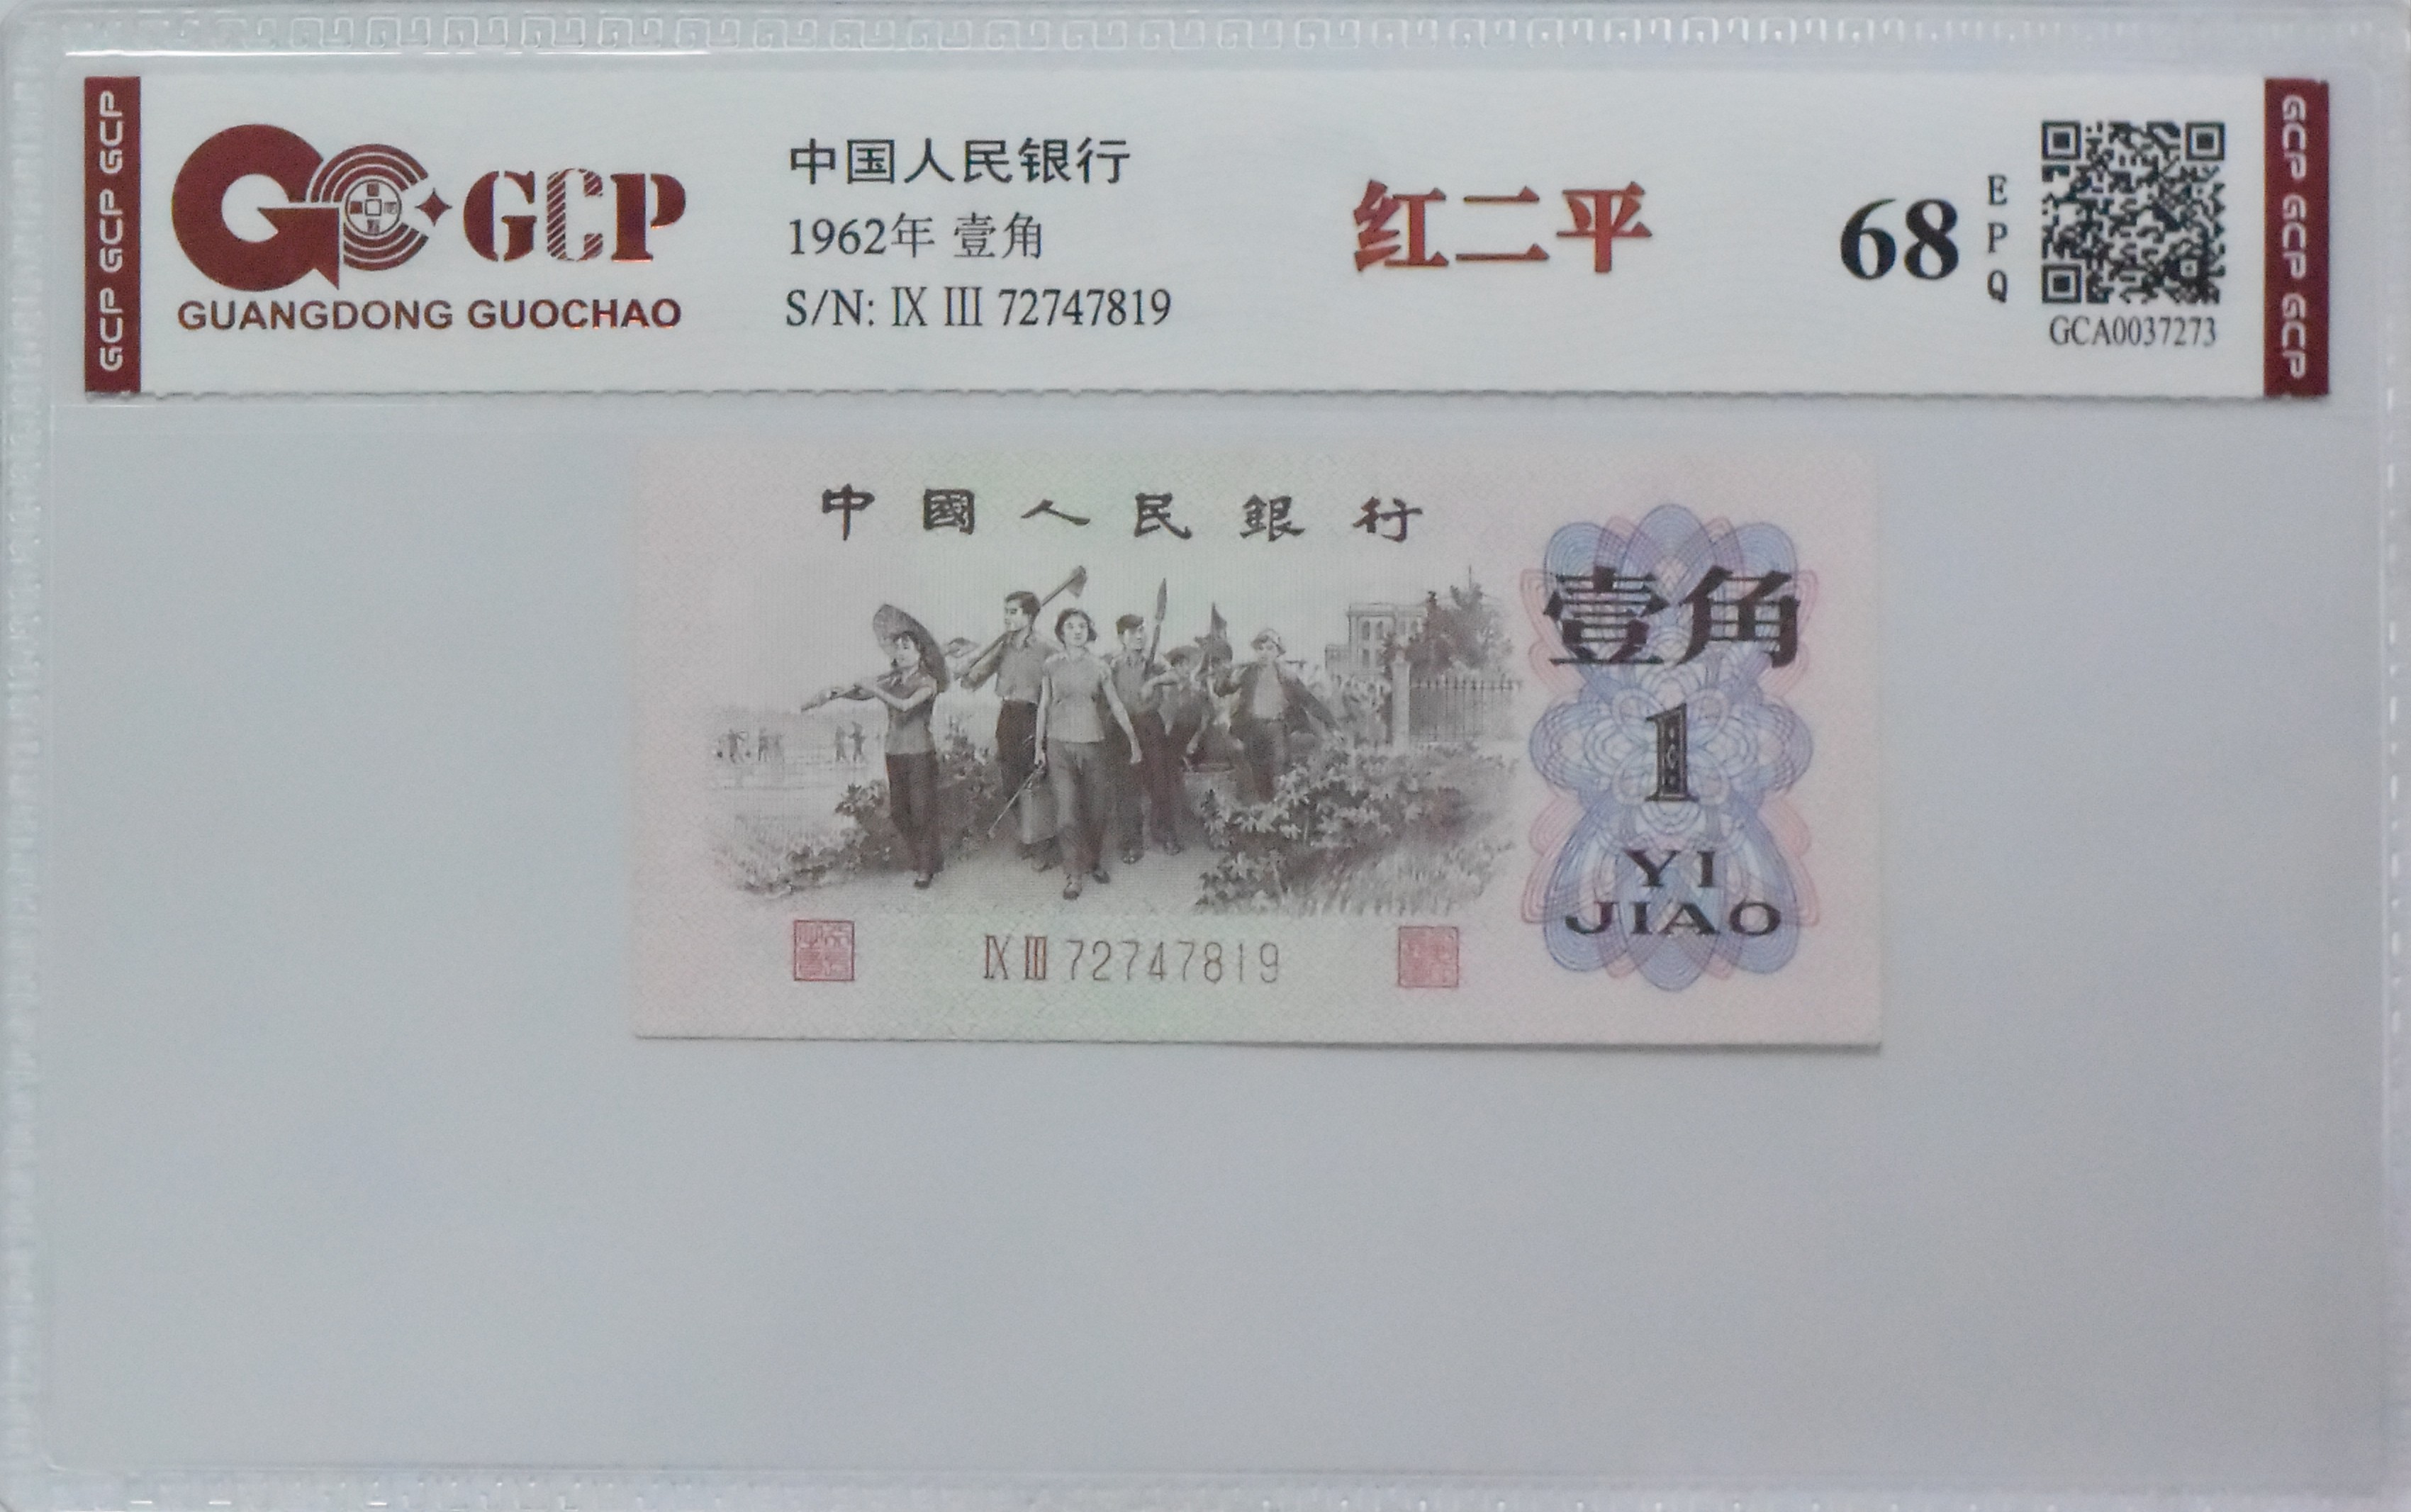 GCP GCP GCP
GCP
GUANGDONG GUOCHAO
中国人民银行
1962年 壹角
S/N: IX III 72747819
红二平
68
E
P
Q
GCA0037273
GCP GCP GCP
中國人民銀行
壹角
1
YI
JIAO
IX III 72747819